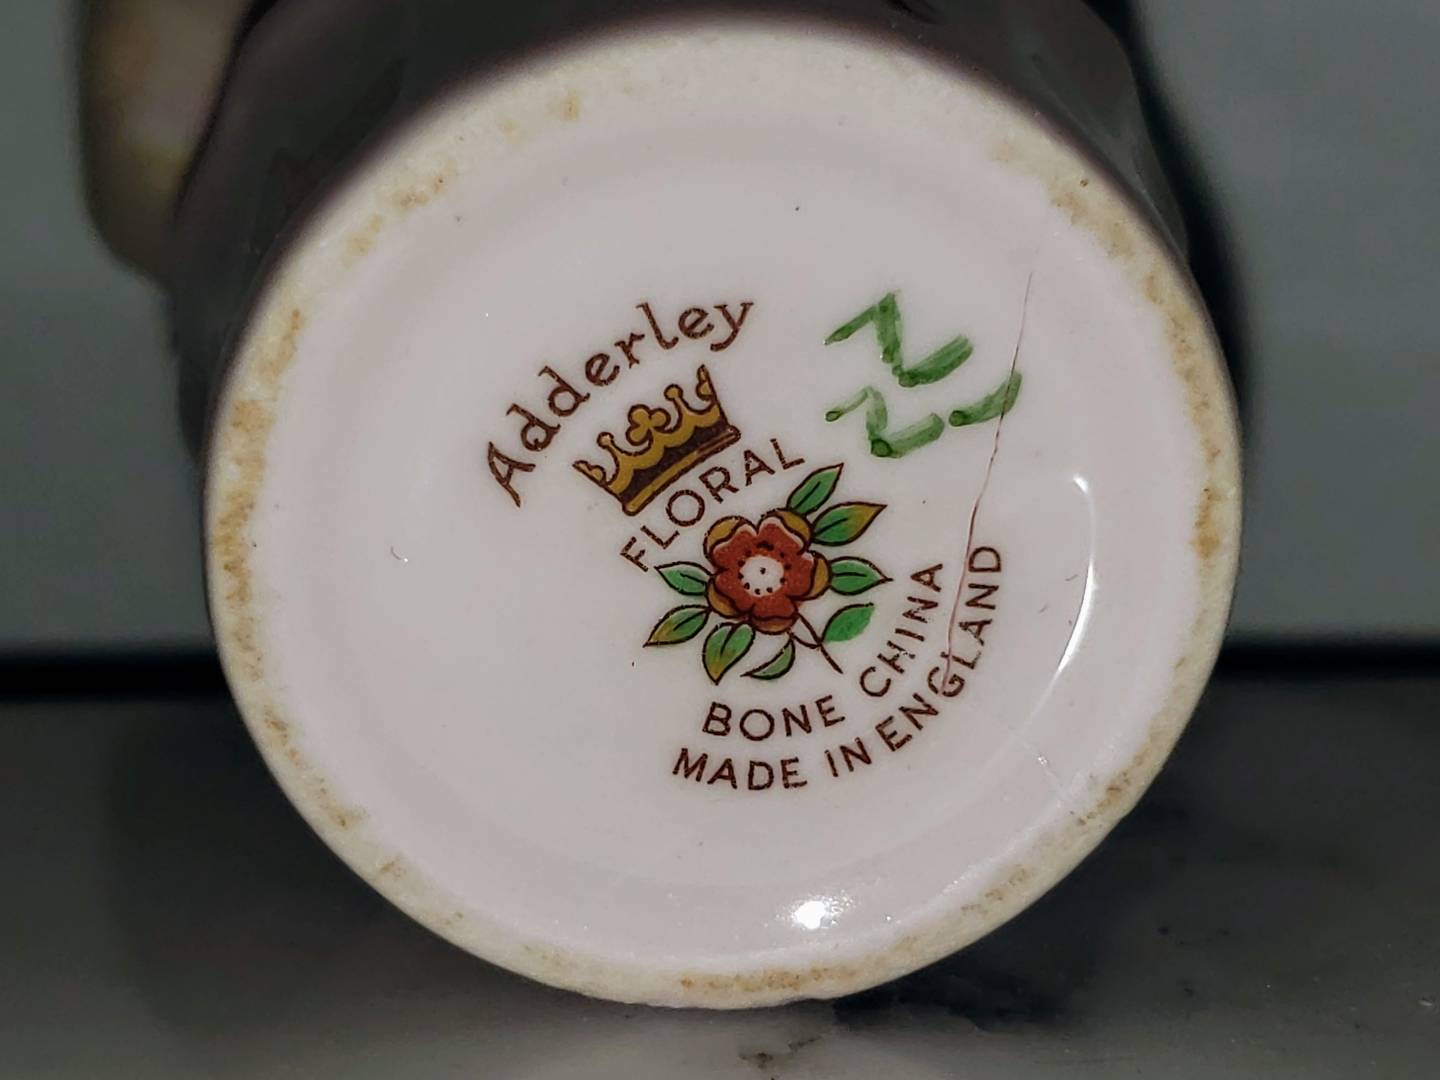 Adderley
FLORAL
BONE CHINA
MADE IN ENGLAND